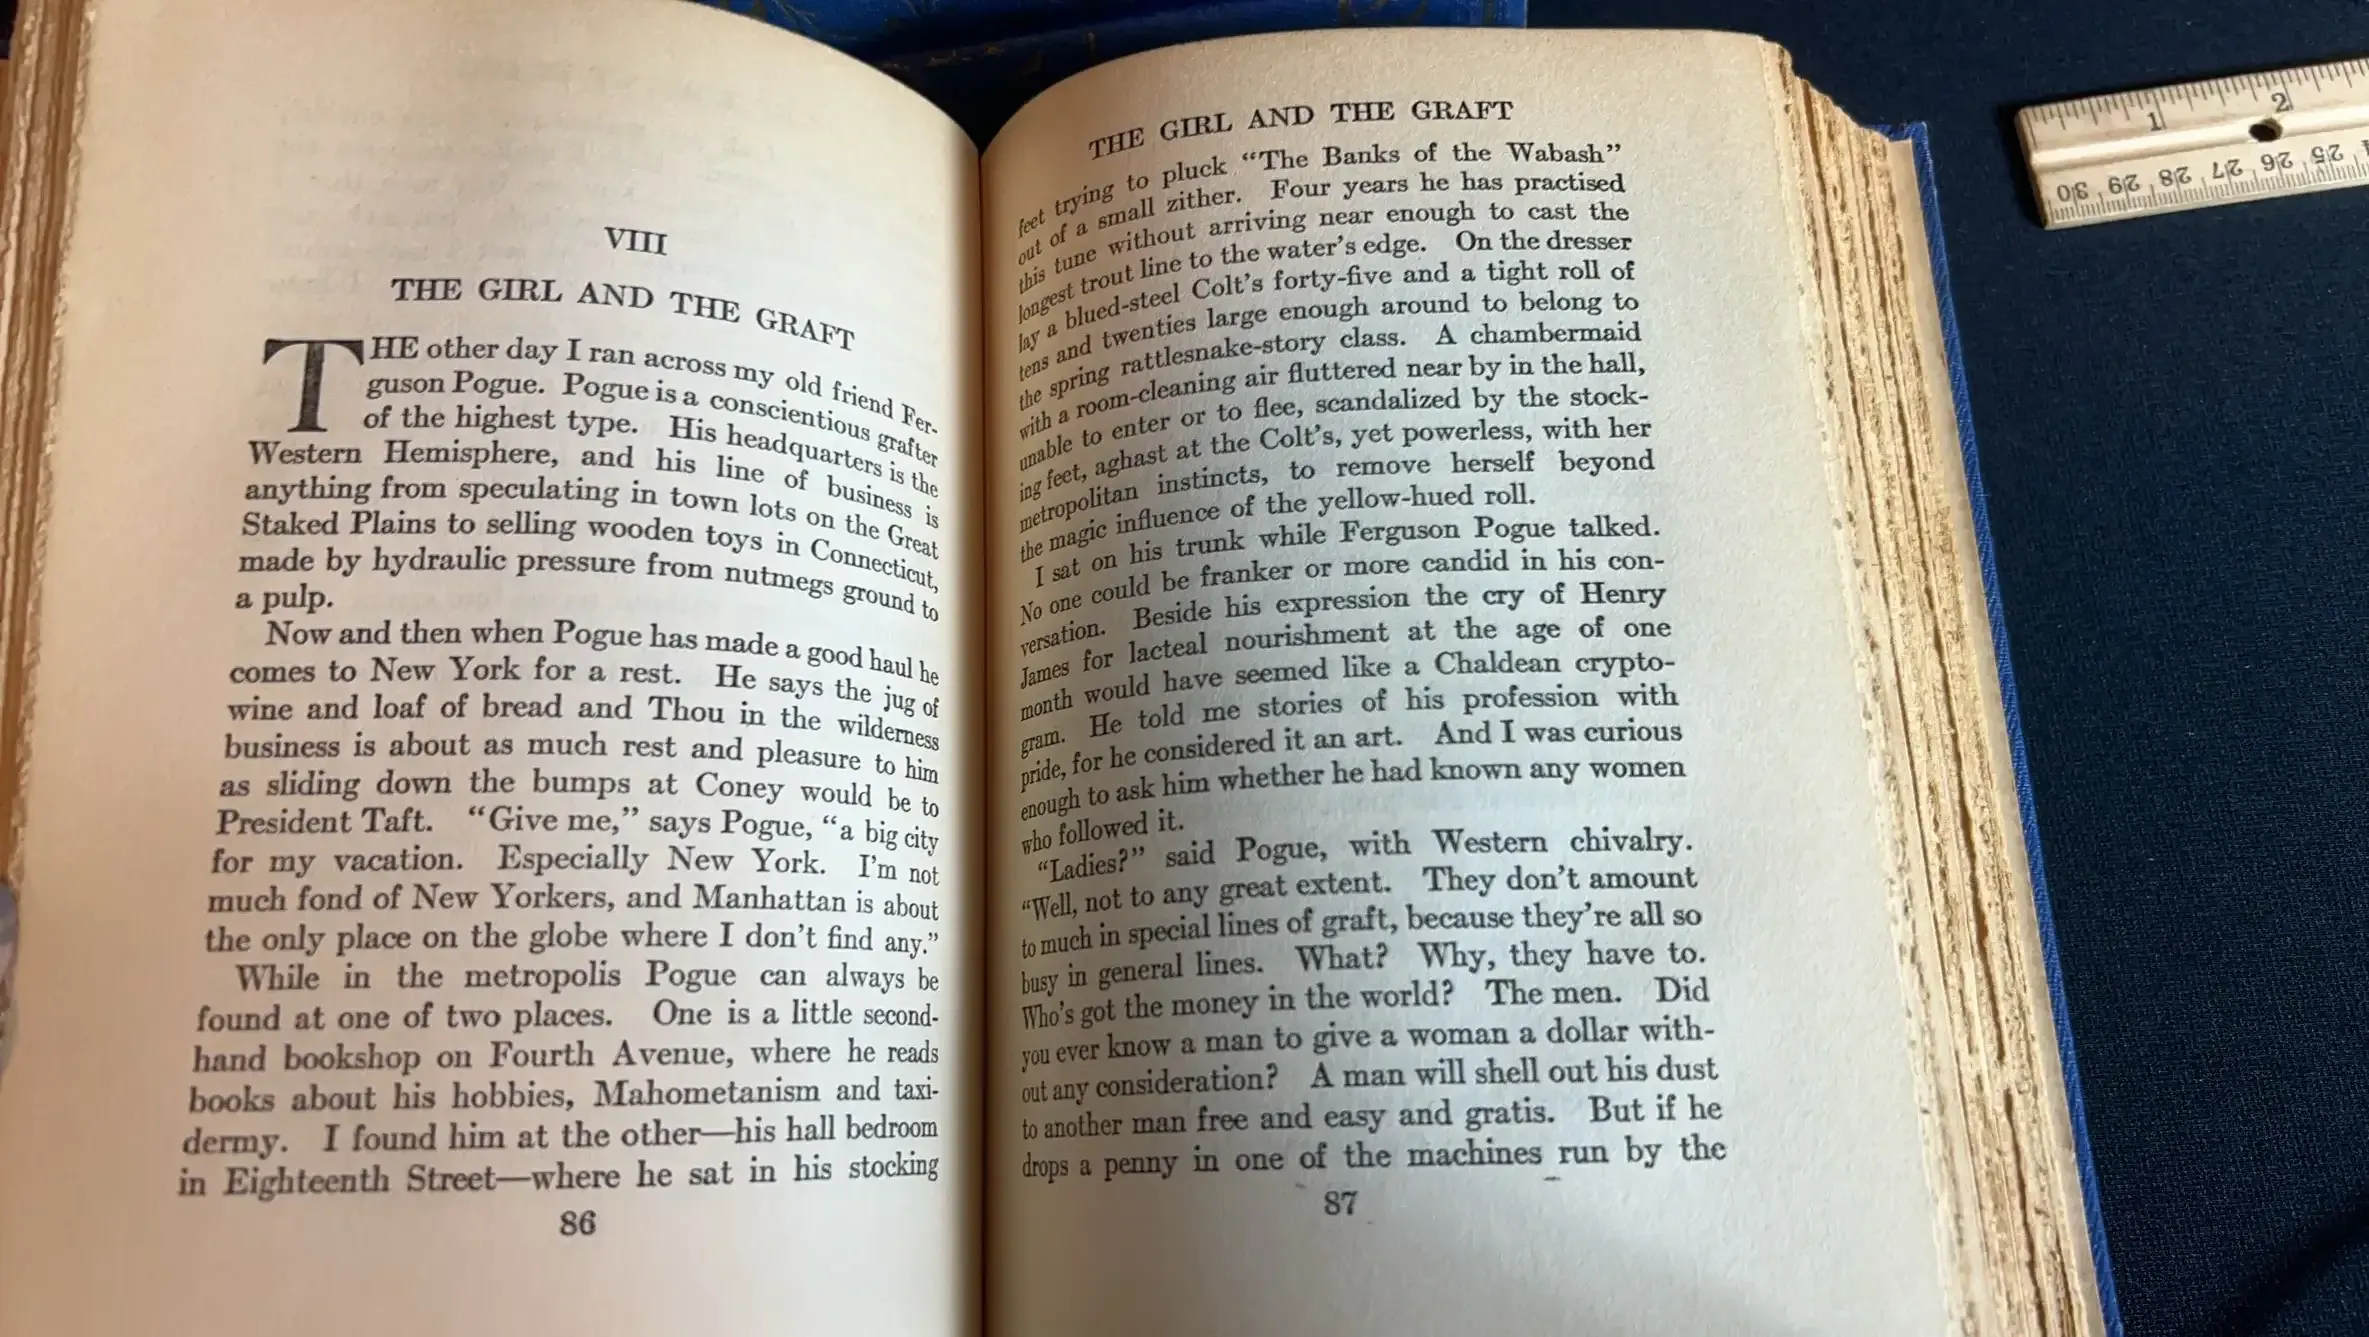 VIII
THE GIRL AND THE GRAFT
THE other day I ran across my old friend Fer-
guson Pogue. Pogue is a conscientious grafter
of the highest type. His headquarters is the
Western Hemisphere, and his line of business is
anything from speculating in town lots on the Great
Staked Plains to selling wooden toys in Connecticut,
made by hydraulic pressure from nutmegs ground to
a pulp.
Now and then when Pogue has made a good haul he
comes to New York for a rest. He says the jug of
wine and loaf of bread and Thou in the wilderness
business is about as much rest and pleasure to him
as sliding down the bumps at Coney would be to
President Taft. "Give me," says Pogue, "a big city
for my vacation. Especially New York. I'm not
much fond of New Yorkers, and Manhattan is about
the only place on the globe where I don't find any."
While in the metropolis Pogue can always be
found at one of two places. One is a little second-
hand bookshop on Fourth Avenue, where he reads
books about his hobbies, Mahometanism and taxi-
dermy. I found him at the other—his hall bedroom
in Eighteenth Street—where he sat in his stocking
86
THE GIRL AND THE GRAFT
feet trying to pluck "The Banks of the Wabash"
out of a small zither. Four years he has practised
this tune without arriving near enough to cast the
longest trout line to the water's edge. On the dresser
lay a blued-steel Colt's forty-five and a tight roll of
tens and twenties large enough around to belong to
the spring rattlesnake-story class. A chambermaid
with a room-cleaning air fluttered near by in the hall,
unable to enter or to flee, scandalized by the stock-
ing feet, aghast at the Colt's, yet powerless, with her
metropolitan instincts, to remove herself beyond
the magic influence of the yellow-hued roll.
I sat on his trunk while Ferguson Pogue talked.
No one could be franker or more candid in his con-
versation. Beside his expression the cry of Henry
James for lacteal nourishment at the age of one
month would have seemed like a Chaldean crypto-
gram. He told me stories of his profession with
pride, for he considered it an art. And I was curious
enough to ask him whether he had known any women
who followed it.
"Ladies?" said Pogue, with Western chivalry.
"Well, not to any great extent. They don't amount
to much in special lines of graft, because they're all so
busy in general lines. What? Why, they have to.
Who's got the money in the world? The men. Did
you ever know a man to give a woman a dollar with-
out any consideration? A man will shell out his dust
to another man free and easy and gratis. But if he
drops a penny in one of the machines run by the
87
1 2
30 29 28 27 26 25